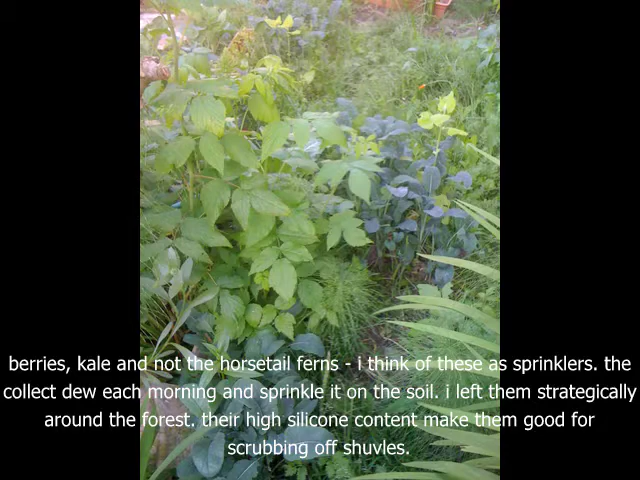 berries, kale and not the horsetail ferns - i think of these as sprinklers. the
collect dew each morning and sprinkle it on the soil. i left them strategically
around the forest. their high silicone content make them good for
scrubbing off shuvles.